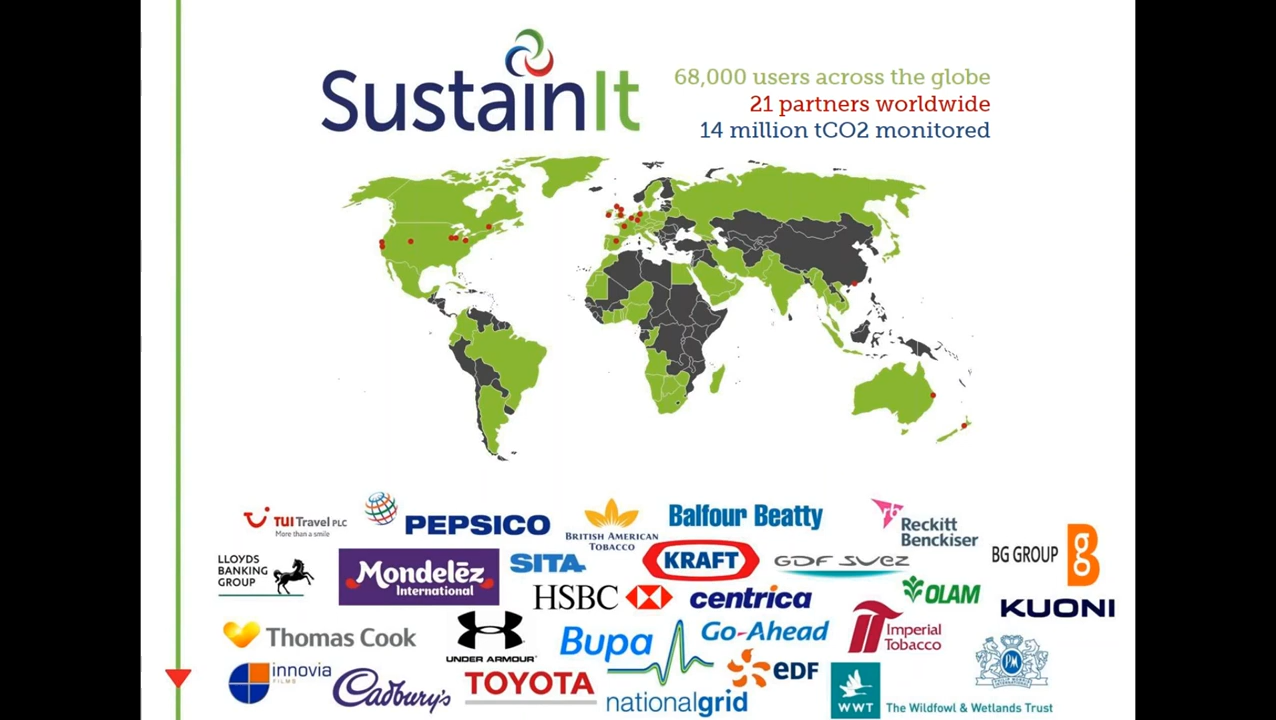 SustainIt
68,000 users across the globe
21 partners worldwide
14 million tCO2 monitored
TUI Travel PLC
More than a smile
PEPSICO
BRITISH AMERICAN
TOBACCO
Balfour Beatty
rb
Reckitt
Benckiser
LLOYDS
BANKING
GROUP
Mondelēz
International
SITA
KRAFT
GDF SUEZ
BG GROUP
HSBC
centrica
OLAM
KUONI
Thomas Cook
UNDER ARMOUR
Bupa
Go-Ahead
Imperial
Tobacco
PM
innovia
FILMS
Cadbury's
TOYOTA
nationalgrid
eDF
WWT
The Wildfowl & Wetlands Trust